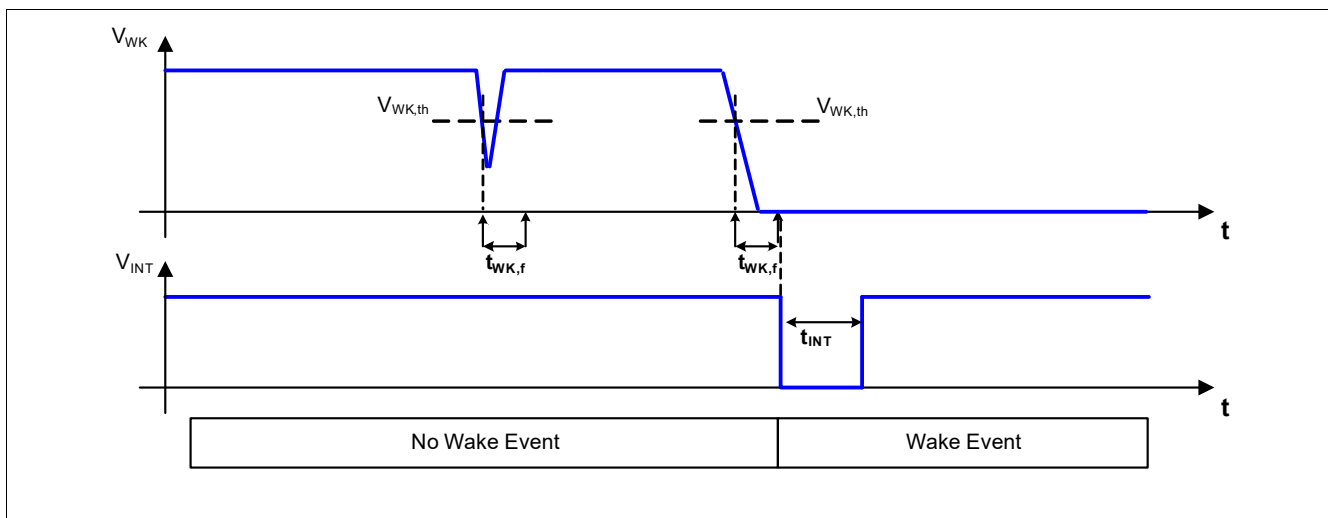 VWK
VWK,th
VWK,th
t
tWK,f
tWK,f
VINT
tINT
t
No Wake Event
Wake Event